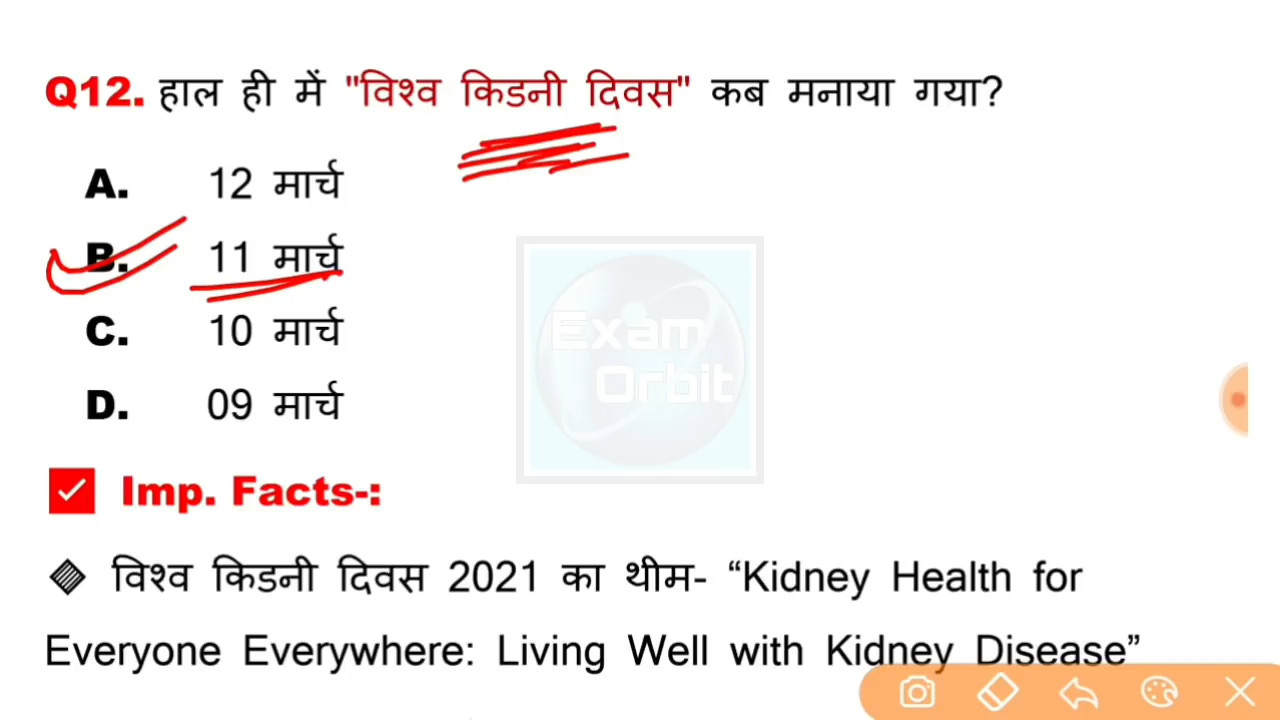 Q12. हाल ही में "विश्व किडनी दिवस" कब मनाया गया?
A. 12 मार्च
B. 11 मार्च
C. 10 मार्च
D. 09 मार्च
Exam
Orbit
Imp. Facts-:
विश्व किडनी दिवस 2021 का थीम- “Kidney Health for
Everyone Everywhere: Living Well with Kidney Disease”